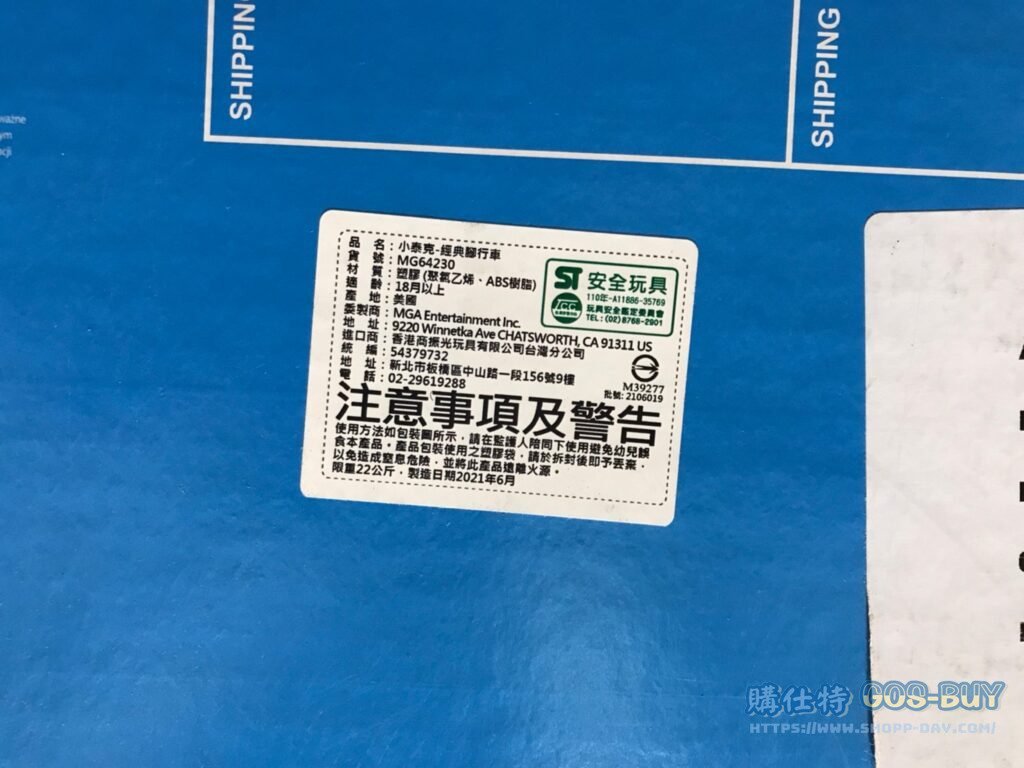 SHIPPIN
SHIPPING
ważne
ym
cji
品 名：小泰克-經典腳行車
貨 號：MG64230
材 質：塑膠 (聚氯乙烯、ABS樹脂)
適 齡：18月以上
產 地：美國
委製商：MGA Entertainment Inc.
地 址：9220 Winnetka Ave CHATSWORTH, CA 91311 US
進口商：香港商振光玩具有限公司台灣分公司
統 編：54379732
地 址：新北市板橋區中山路一段156號9樓
電 話：02-29619288
ST 安全玩具
110年-A11886-35769
玩具安全鑑定委員會
TEL：(02)8768-2901
M39277
批號: 2106019
注意事項及警告
使用方法如包裝圖所示，請在監護人陪同下使用避免幼兒誤
食本產品。產品包裝使用之塑膠袋，請於拆封後即予丟棄，
以免造成窒息危險，並將此產品遠離火源。
限重22公斤，製造日期2021年6月
購仕特 GOS-BUY
HTTPS://WWW.SHOPP-DAV.COM/